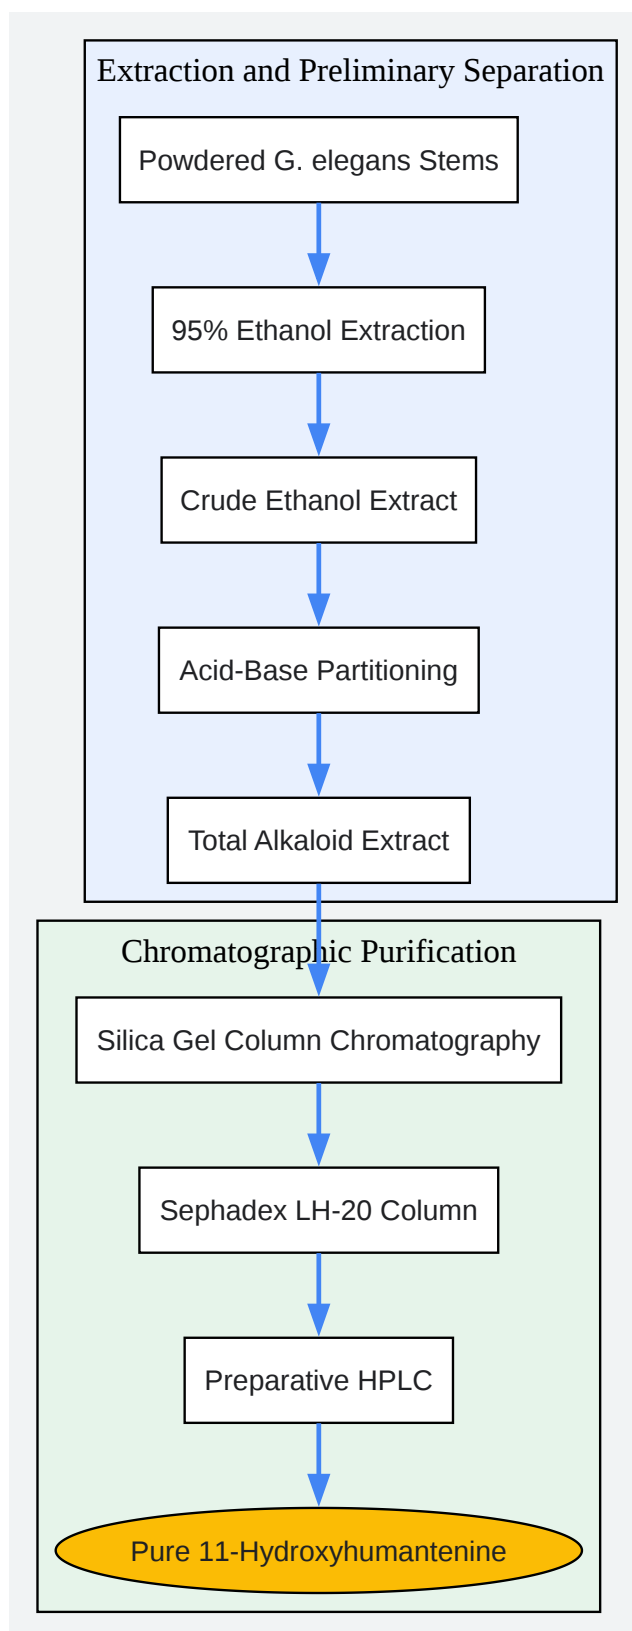 Extraction and Preliminary Separation
Powdered G. elegans Stems
95% Ethanol Extraction
Crude Ethanol Extract
Acid-Base Partitioning
Total Alkaloid Extract
Chromatographic Purification
Silica Gel Column Chromatography
Sephadex LH-20 Column
Preparative HPLC
Pure 11-Hydroxyhumantenine